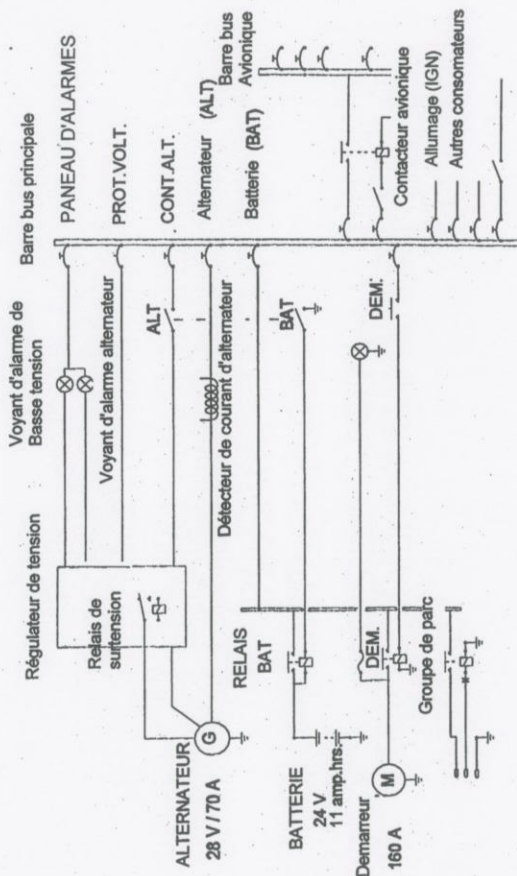 Régulateur de tension
Voyant d'alarme de
Basse tension
Barre bus principale
PANEAU D'ALARMES
PROT.VOLT.
CONT.ALT.
Alternateur (ALT)
Batterie (BAT)
Barre bus
Avionique
Voyant d'alarme alternateur
Relais de
surtension
ALT
Détecteur de courant d'alternateur
ALTERNATEUR
G
28 V / 70 A
RELAIS
BAT
BAT
BATTERIE
24 V
11 amp.hrs.
DEM.
DEM.
Demarreur
M
160 A
Groupe de parc
Contacteur avionique
Allumage (IGN)
Autres consomateurs